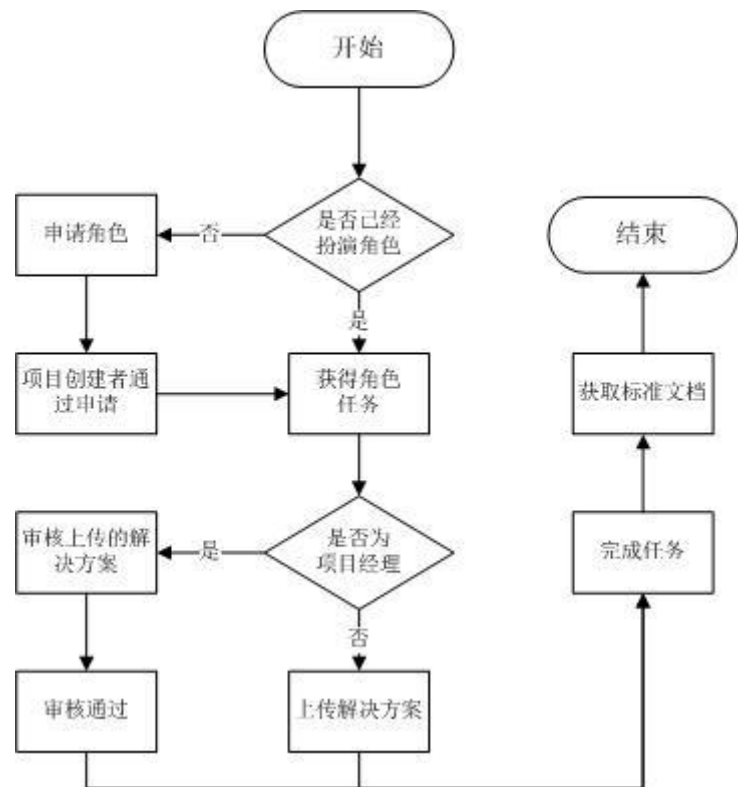 开始
是否已经
扮演角色
否
申请角色
结束
是
项目创建者通
过申请
获得角色
任务
获取标准文档
审核上传的解
决方案
是
是否为
项目经理
完成任务
否
审核通过
上传解决方案